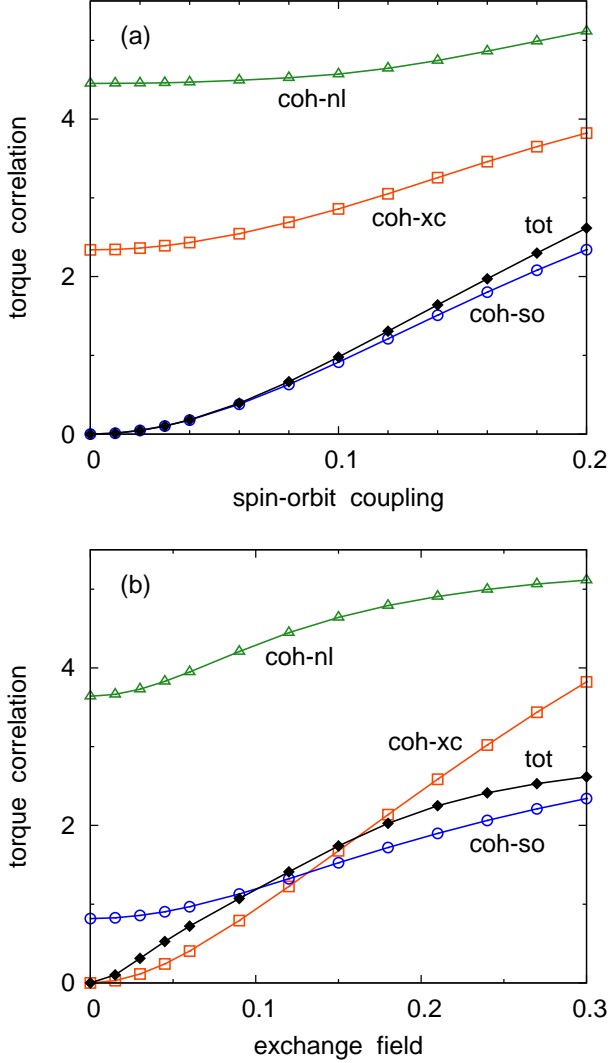 (a)
coh-nl
4
torque correlation
coh-xc
tot
2
coh-so
0
0 0.1 0.2
spin-orbit coupling
(b)
coh-nl
4
torque correlation
coh-xc
tot
2
coh-so
0
0 0.1 0.2 0.3
exchange field